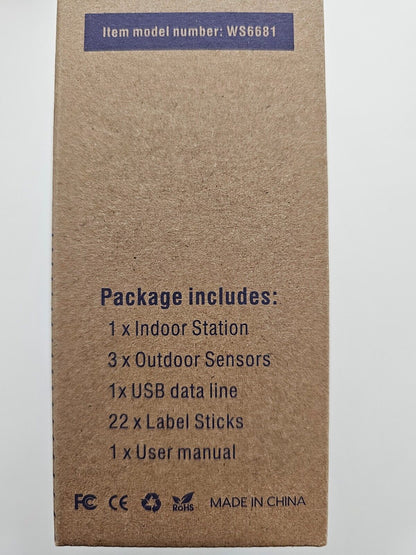 Item model number: WS6681
Package includes:
1 x Indoor Station
3 x Outdoor Sensors
1x USB data line
22 x Label Sticks
1 x User manual
FC CE RoHS MADE IN CHINA